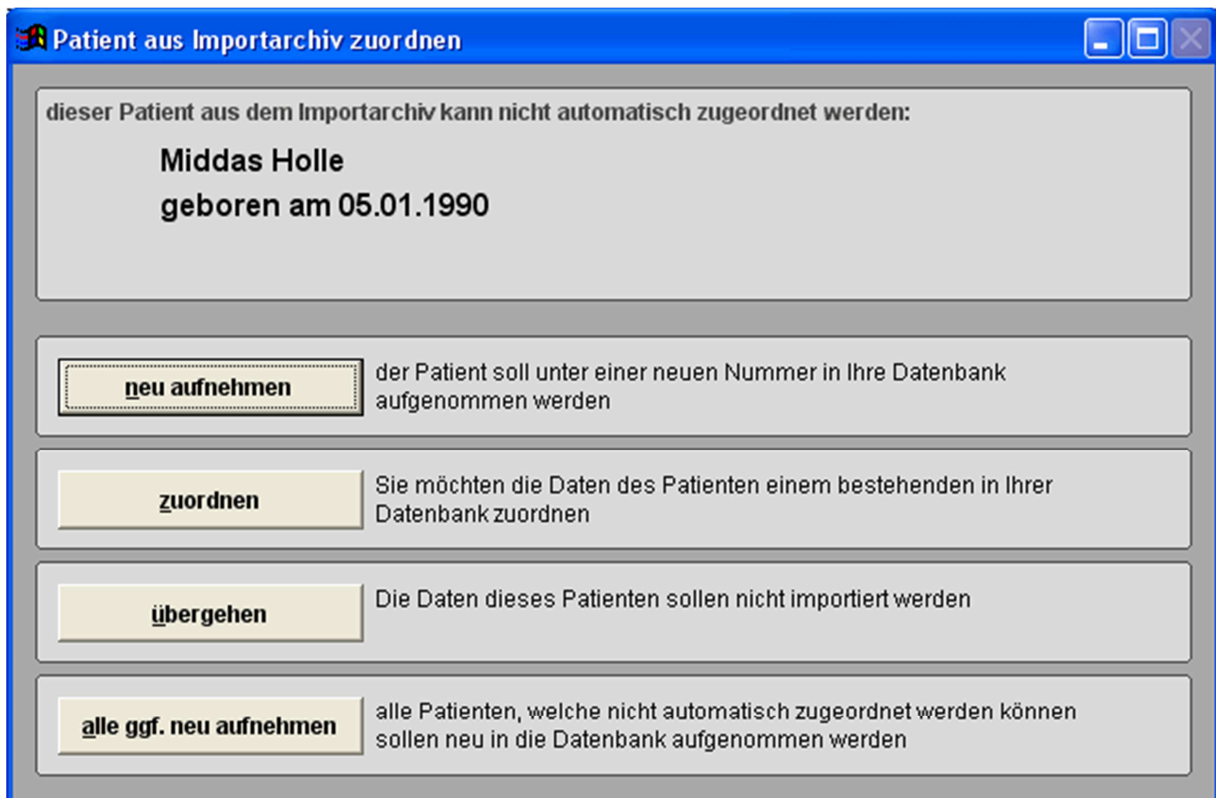 Patient aus Importarchiv zuordnen
dieser Patient aus dem Importarchiv kann nicht automatisch zugeordnet werden:
Middas Holle
geboren am 05.01.1990
neu aufnehmen
der Patient soll unter einer neuen Nummer in Ihre Datenbank
aufgenommen werden
zuordnen
Sie möchten die Daten des Patienten einem bestehenden in Ihrer
Datenbank zuordnen
übergehen
Die Daten dieses Patienten sollen nicht importiert werden
alle ggf. neu aufnehmen
alle Patienten, welche nicht automatisch zugeordnet werden können
sollen neu in die Datenbank aufgenommen werden